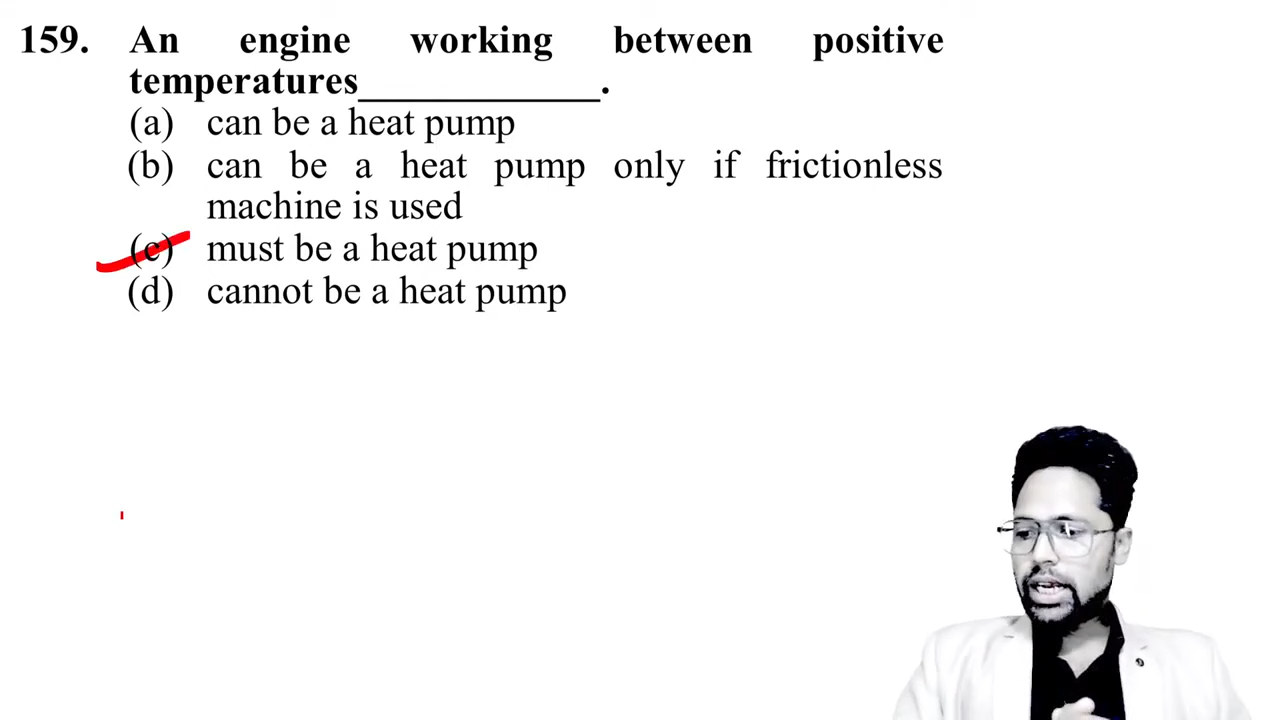 159. An engine working between positive
temperatures____________.
(a) can be a heat pump
(b) can be a heat pump only if frictionless
machine is used
(c) must be a heat pump
(d) cannot be a heat pump